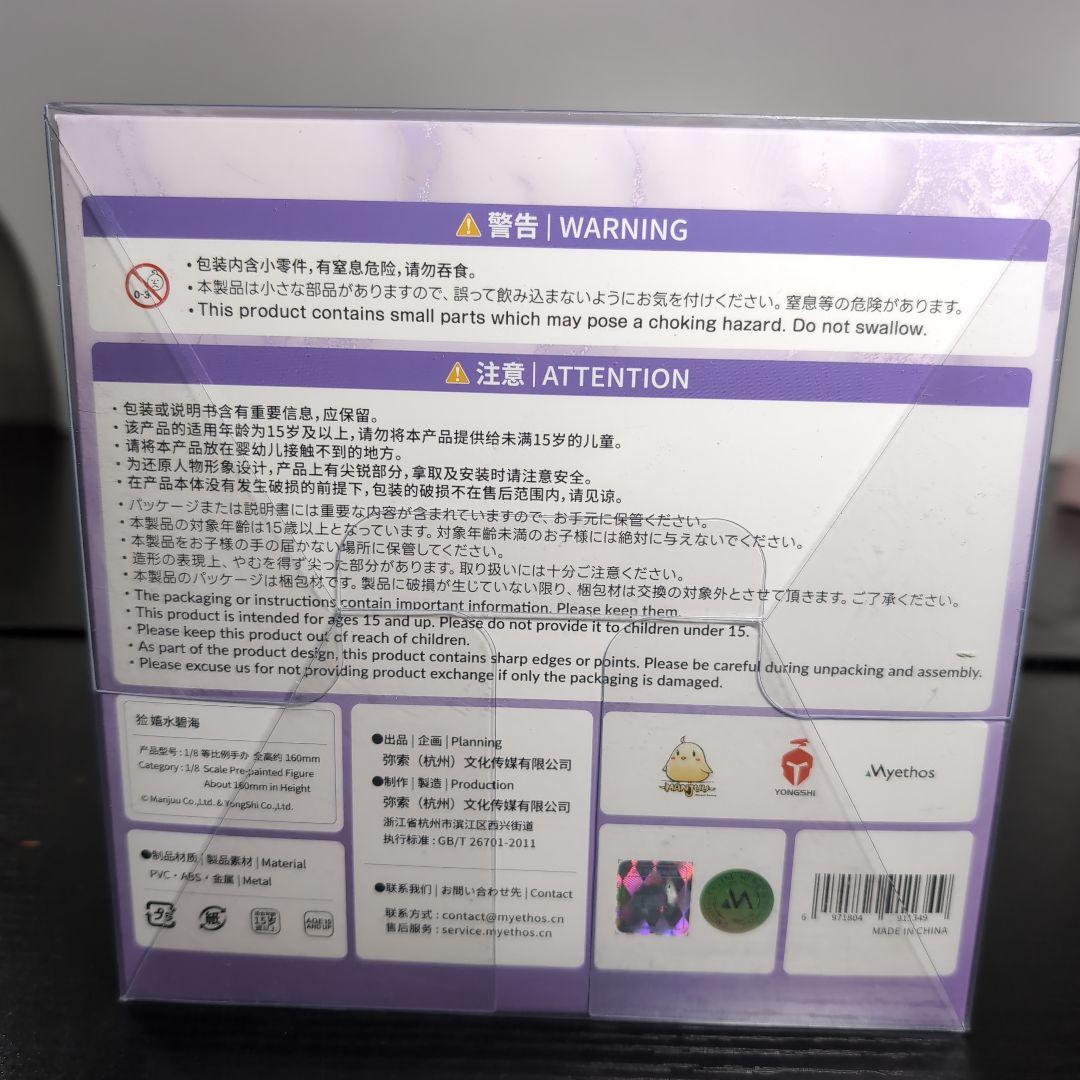 警告 | WARNING
0-3
• 包装内含小零件,有窒息危险,请勿吞食。
• 本製品は小さな部品がありますので、誤って飲み込まないようにお気を付けください。窒息等の危険があります。
• This product contains small parts which may pose a choking hazard. Do not swallow.
注意 | ATTENTION
• 包装或说明书含有重要信息,应保留。
• 该产品的适用年龄为15岁及以上,请勿将本产品提供给未满15岁的儿童。
• 请将本产品放在婴幼儿接触不到的地方。
• 为还原人物形象设计,产品上有尖锐部分,拿取及安装时请注意安全。
• 在产品本体没有发生破损的前提下,包装的破损不在售后范围内,请见谅。
• パッケージまたは説明書には重要な内容が含まれていますので、お手元に保管ください。
• 本製品の対象年齢は15歳以上となっています。対象年齢未満のお子様には絶対に与えないでください。
• 本製品をお子様の手の届かない場所に保管してください。
• 造形の表現上、やむを得ず尖った部分があります。取り扱いには十分ご注意ください。
• 本製品のパッケージは梱包材です。製品に破損が生じていない限り、梱包材は交換の対象外とさせて頂きます。ご了承ください。
• The packaging or instructions contain important information. Please keep them.
• This product is intended for ages 15 and up. Please do not provide it to children under 15.
• Please keep this product out of reach of children.
• As part of the product design, this product contains sharp edges or points. Please be careful during unpacking and assembly.
• Please excuse us for not providing product exchange if only the packaging is damaged.
猃 嬉水碧海
产品型号 : 1/8 等比例手办 全高约 160mm
Category : 1/8 Scale Pre-painted Figure
About 160mm in Height
© Manjuu Co.,Ltd. & YongShi Co.,Ltd.
●制品材质 | 製品素材 | Material
PVC・ABS・金属 | Metal
プラ
紙
15岁
AGE 15
AND UP
●出品 | 企画 | Planning
弥索（杭州）文化传媒有限公司
●制作 | 製造 | Production
弥索（杭州）文化传媒有限公司
浙江省杭州市滨江区西兴街道
执行标准 : GB/T 26701-2011
●联系我们 | お問い合わせ先 | Contact
联系方式 : contact@myethos.cn
售后服务 : service.myethos.cn
MANJUU
YONGSHI
Myethos
6 971804 911349
MADE IN CHINA